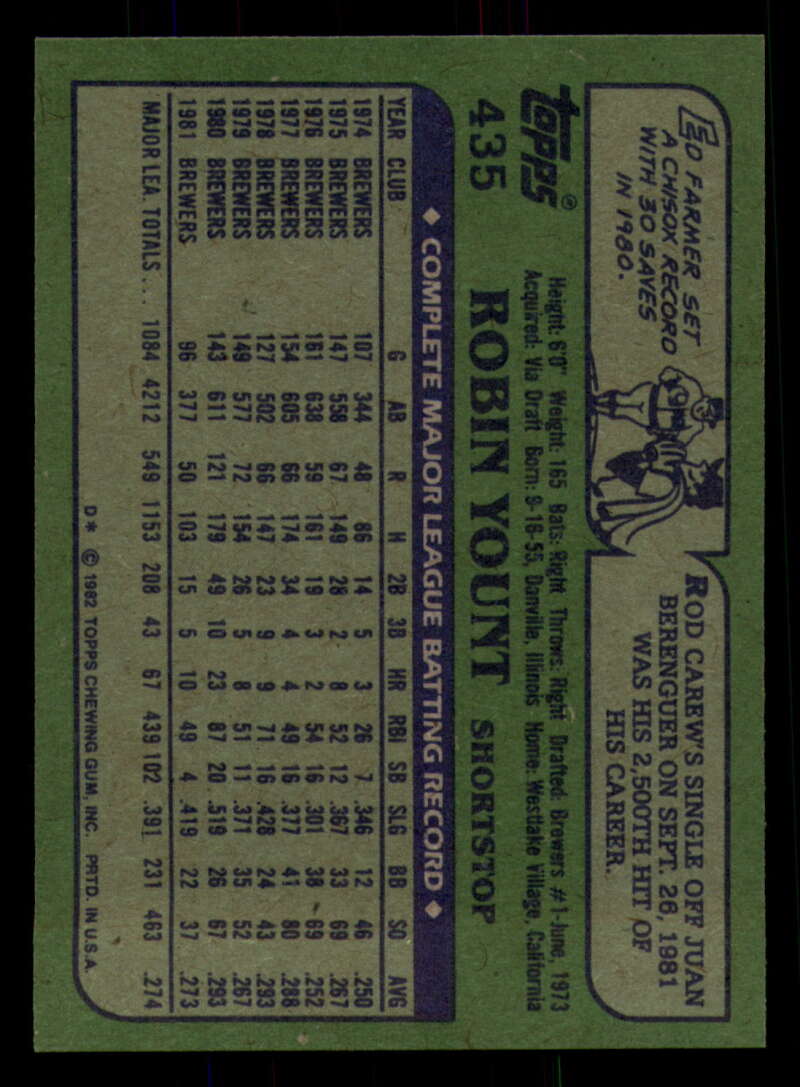 ED FARMER SET
A CHISOX RECORD
WITH 30 SAVES
IN 1980.
ROD CAREW'S SINGLE OFF JUAN
BERENGUER ON SEPT. 26, 1981
WAS HIS 2,500TH HIT OF
HIS CAREER.
Topps®
435 ROBIN YOUNT SHORTSTOP
Height: 6'0" Weight: 165 Bats: Right Throws: Right Drafted: Brewers #1-June, 1973
Acquired: Via Draft Born: 9-16-55, Danville, Illinois Home: Westlake Village, California
◆ COMPLETE MAJOR LEAGUE BATTING RECORD ◆
YEAR CLUB G AB R H 2B 3B HR RBI SB SLG BB SO AVG
1974 BREWERS 107 344 48 86 14 5 3 26 7 .346 12 46 .250
1975 BREWERS 147 558 67 149 28 2 8 52 12 .367 33 69 .267
1976 BREWERS 161 638 59 161 19 3 2 54 16 .301 38 69 .252
1977 BREWERS 154 605 66 174 34 4 4 49 16 .377 41 80 .288
1978 BREWERS 127 502 66 147 23 9 9 71 16 .428 24 43 .293
1979 BREWERS 149 577 72 154 26 5 8 51 11 .371 35 52 .267
1980 BREWERS 143 611 121 179 49 10 23 87 20 .519 26 67 .293
1981 BREWERS 96 377 50 103 15 5 10 49 4 .419 22 37 .273
MAJOR LEA. TOTALS... 1084 4212 549 1153 208 43 67 439 102 .391 231 463 .274
D* © 1982 TOPPS CHEWING GUM, INC. PRTD. IN U.S.A.